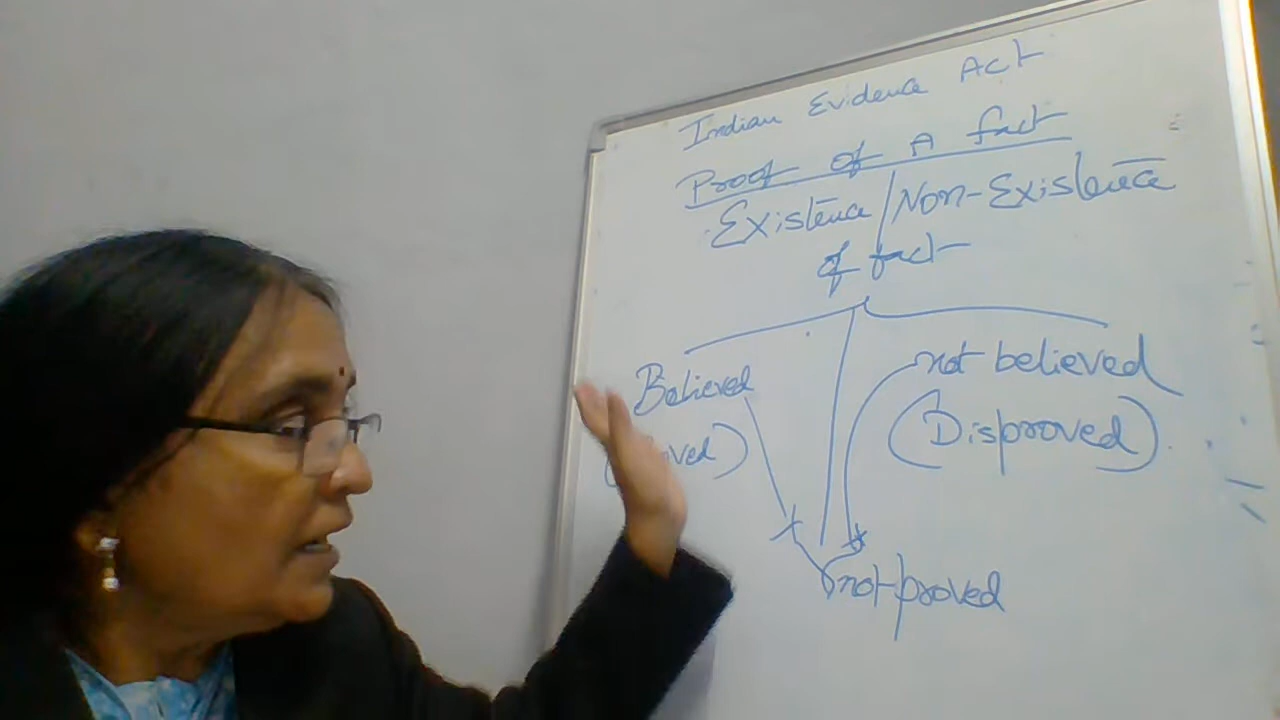 Indian Evidence Act
Proof of A fact
Existence/Non-Existence
of fact
Believed
not believed
(Disproved)
not proved